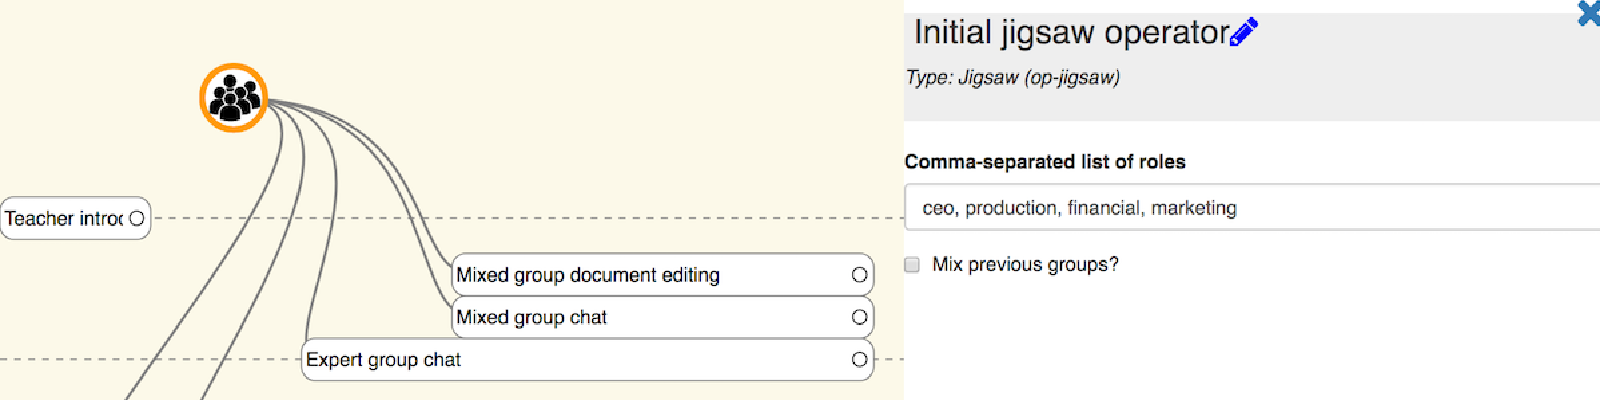 Teacher introc
Mixed group document editing
Mixed group chat
Expert group chat
Initial jigsaw operator
Type: Jigsaw (op-jigsaw)
Comma-separated list of roles
ceo, production, financial, marketing
Mix previous groups?